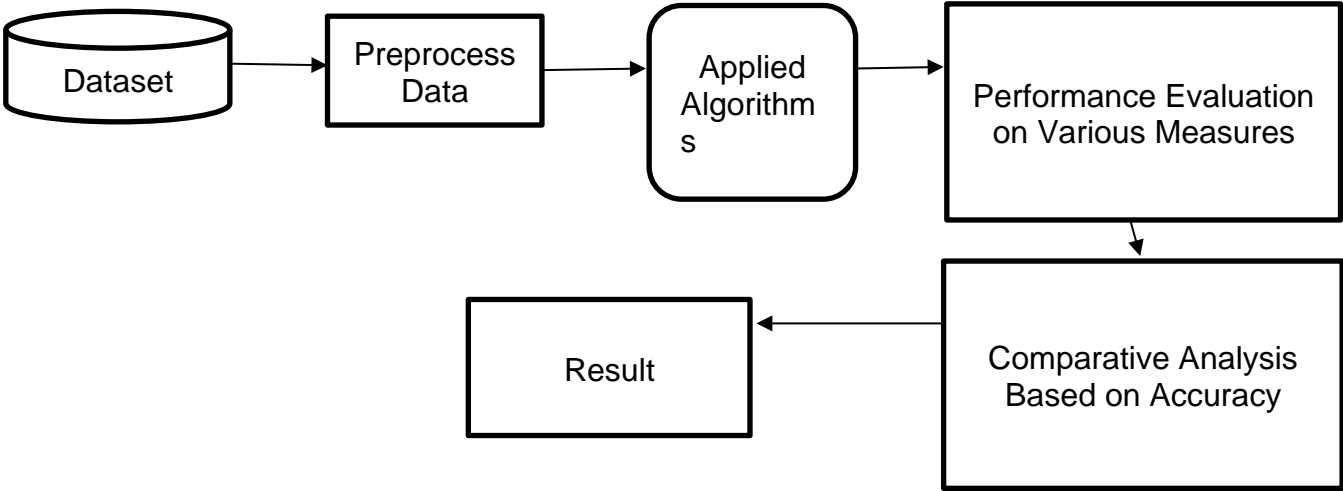 Dataset
Preprocess
Data
Applied
Algorithm
s
Performance Evaluation
on Various Measures
Comparative Analysis
Based on Accuracy
Result